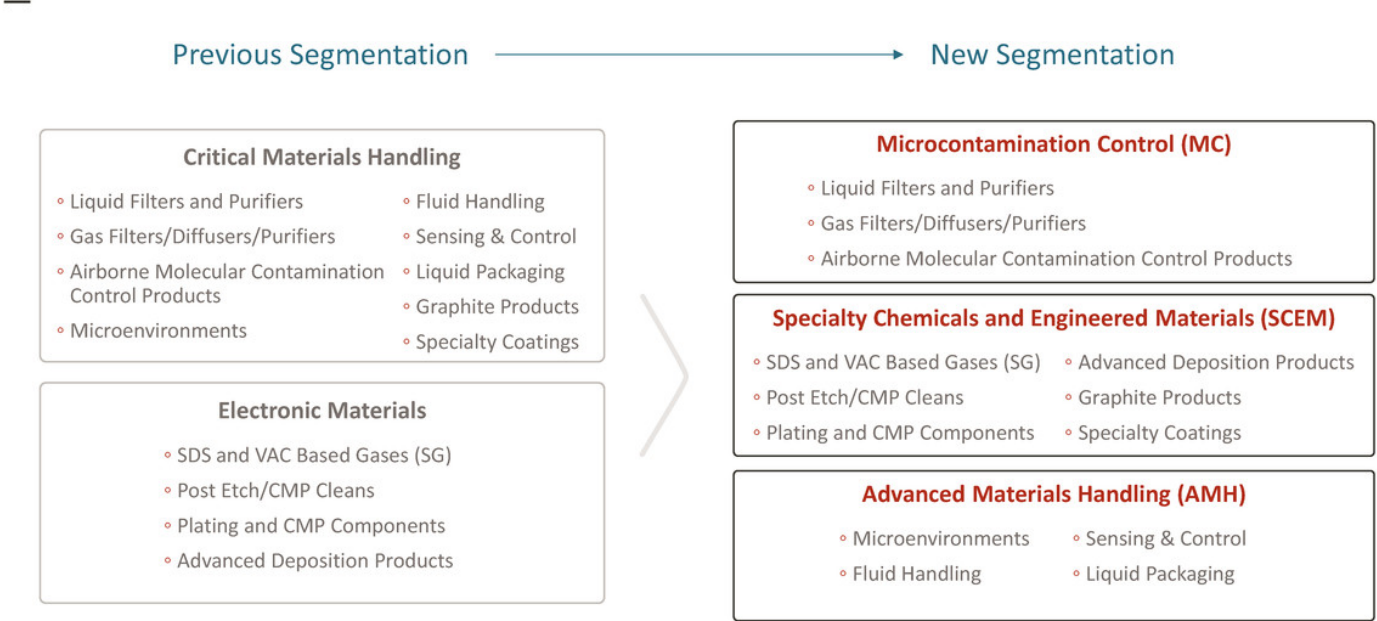 Previous Segmentation
New Segmentation
Critical Materials Handling
° Liquid Filters and Purifiers
° Gas Filters/Diffusers/Purifiers
° Airborne Molecular Contamination
Control Products
° Microenvironments
° Fluid Handling
° Sensing & Control
° Liquid Packaging
° Graphite Products
° Specialty Coatings
Electronic Materials
° SDS and VAC Based Gases (SG)
° Post Etch/CMP Cleans
° Plating and CMP Components
° Advanced Deposition Products
Microcontamination Control (MC)
° Liquid Filters and Purifiers
° Gas Filters/Diffusers/Purifiers
° Airborne Molecular Contamination Control Products
Specialty Chemicals and Engineered Materials (SCEM)
° SDS and VAC Based Gases (SG)
° Post Etch/CMP Cleans
° Plating and CMP Components
° Advanced Deposition Products
° Graphite Products
° Specialty Coatings
Advanced Materials Handling (AMH)
° Microenvironments
° Fluid Handling
° Sensing & Control
° Liquid Packaging